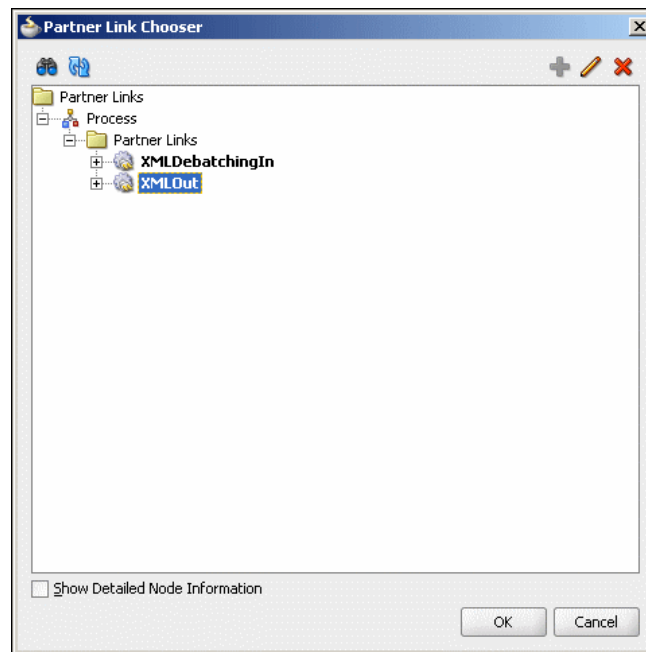 Partner Link Chooser
Partner Links
Process
Partner Links
XMLDebatchingIn
XMLOut
Show Detailed Node Information
OK Cancel